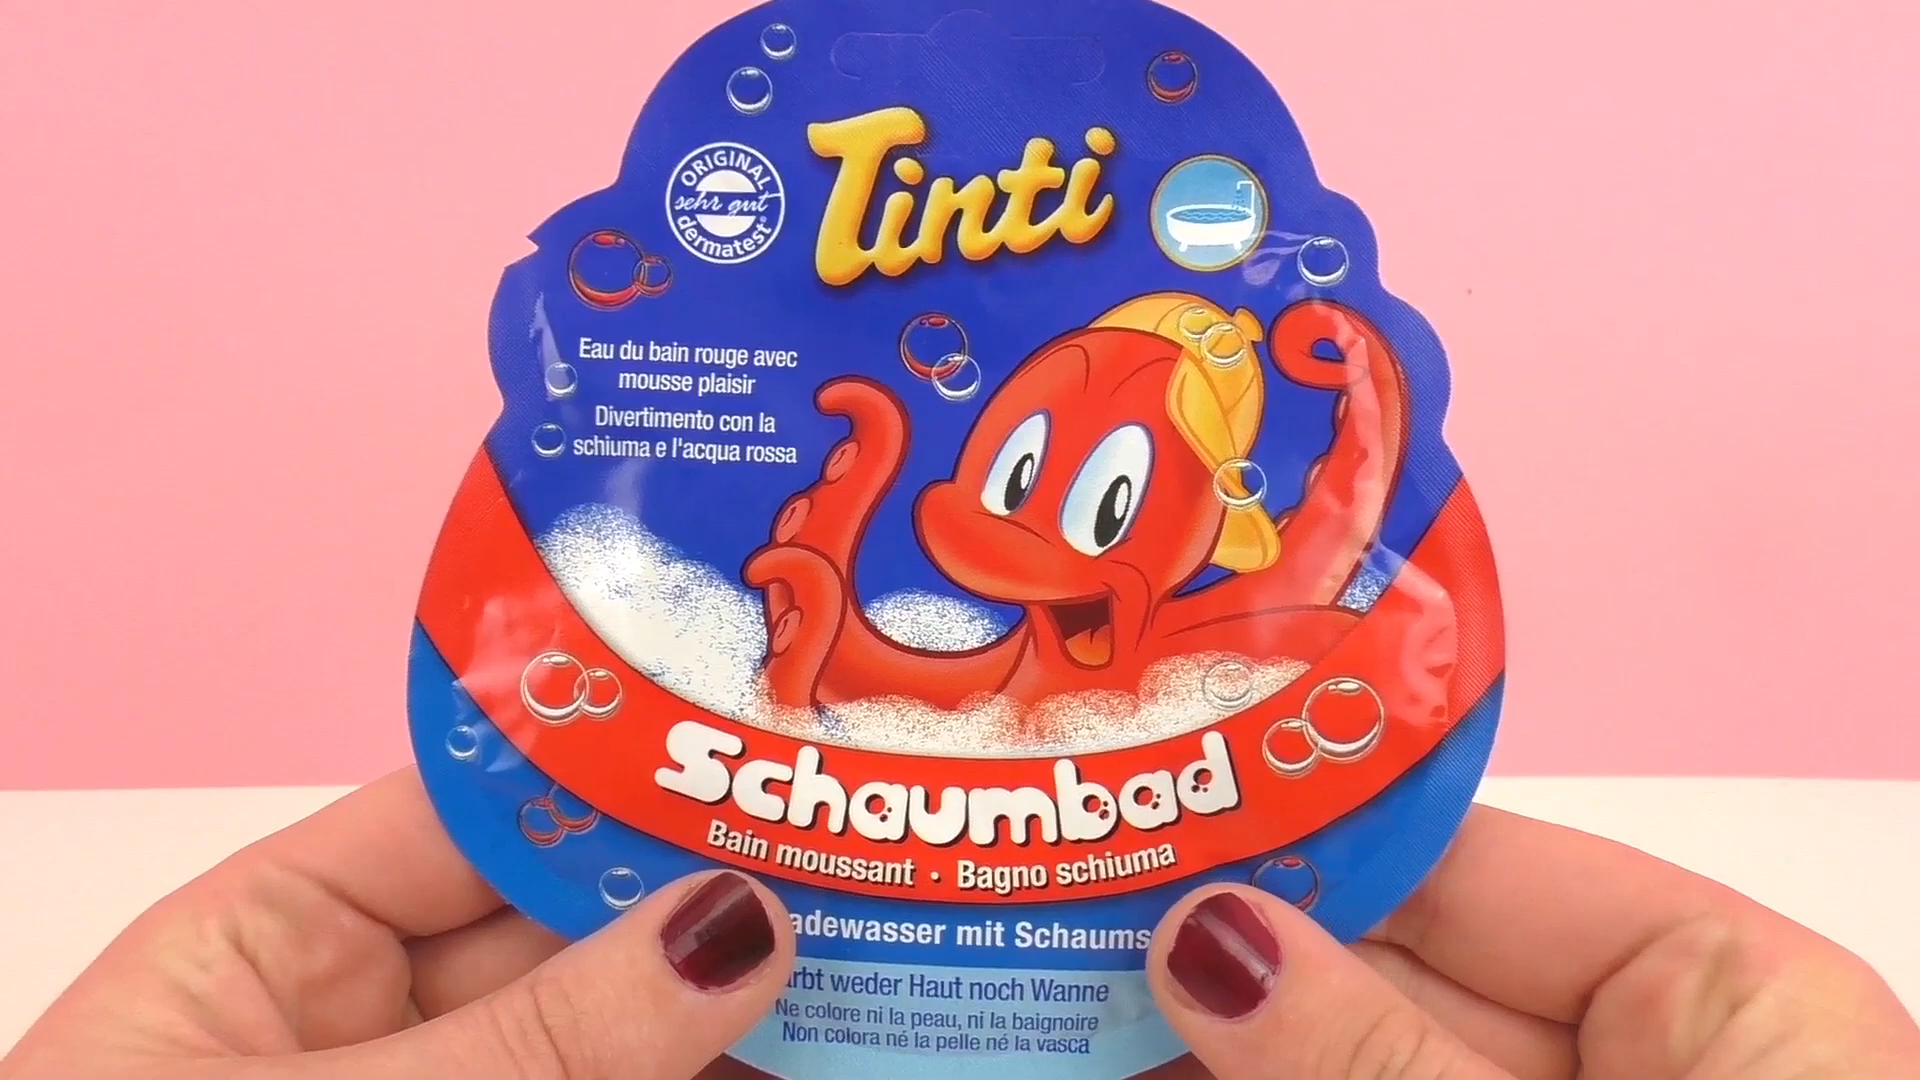 Tinti
ORIGINAL
sehr gut
dermatest®
Eau du bain rouge avec
mousse plaisir
Divertimento con la
schiuma e l'acqua rossa
Schaumbad
Bain moussant · Bagno schiuma
adewasser mit Schaums
rbt weder Haut noch Wanne
Ne colore ni la peau, ni la baignoire
Non colora né la pelle né la vasca